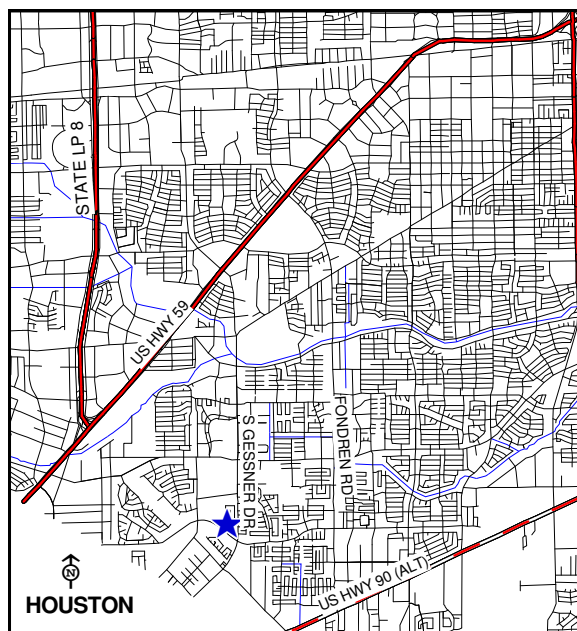 STATE LP 8
US HWY 59
S GESSNER DR
FONDREN RD
US HWY 90 (ALT)
N
HOUSTON